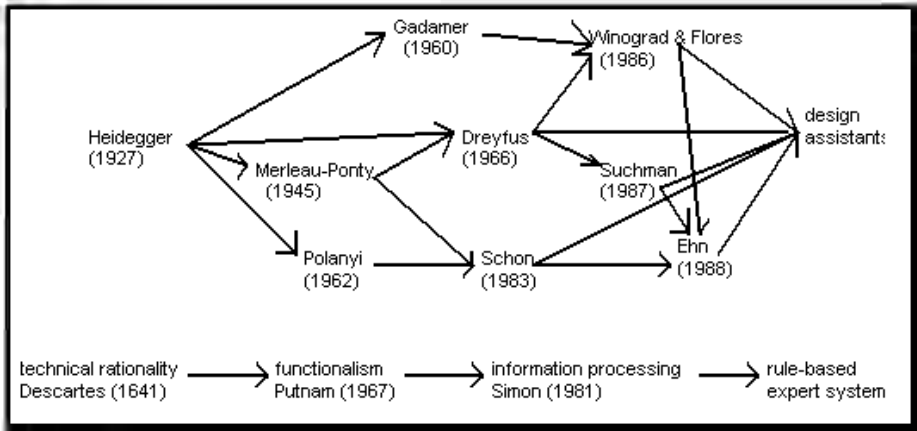 Gadamer
(1960)
Winograd & Flores
(1986)
Heidegger
(1927)
Merleau-Ponty
(1945)
Dreyfus
(1966)
Suchman
(1987)
design
assistants
Polanyi
(1962)
Schon
(1983)
Ehn
(1988)
technical rationality
Descartes (1641)
functionalism
Putnam (1967)
information processing
Simon (1981)
rule-based
expert system